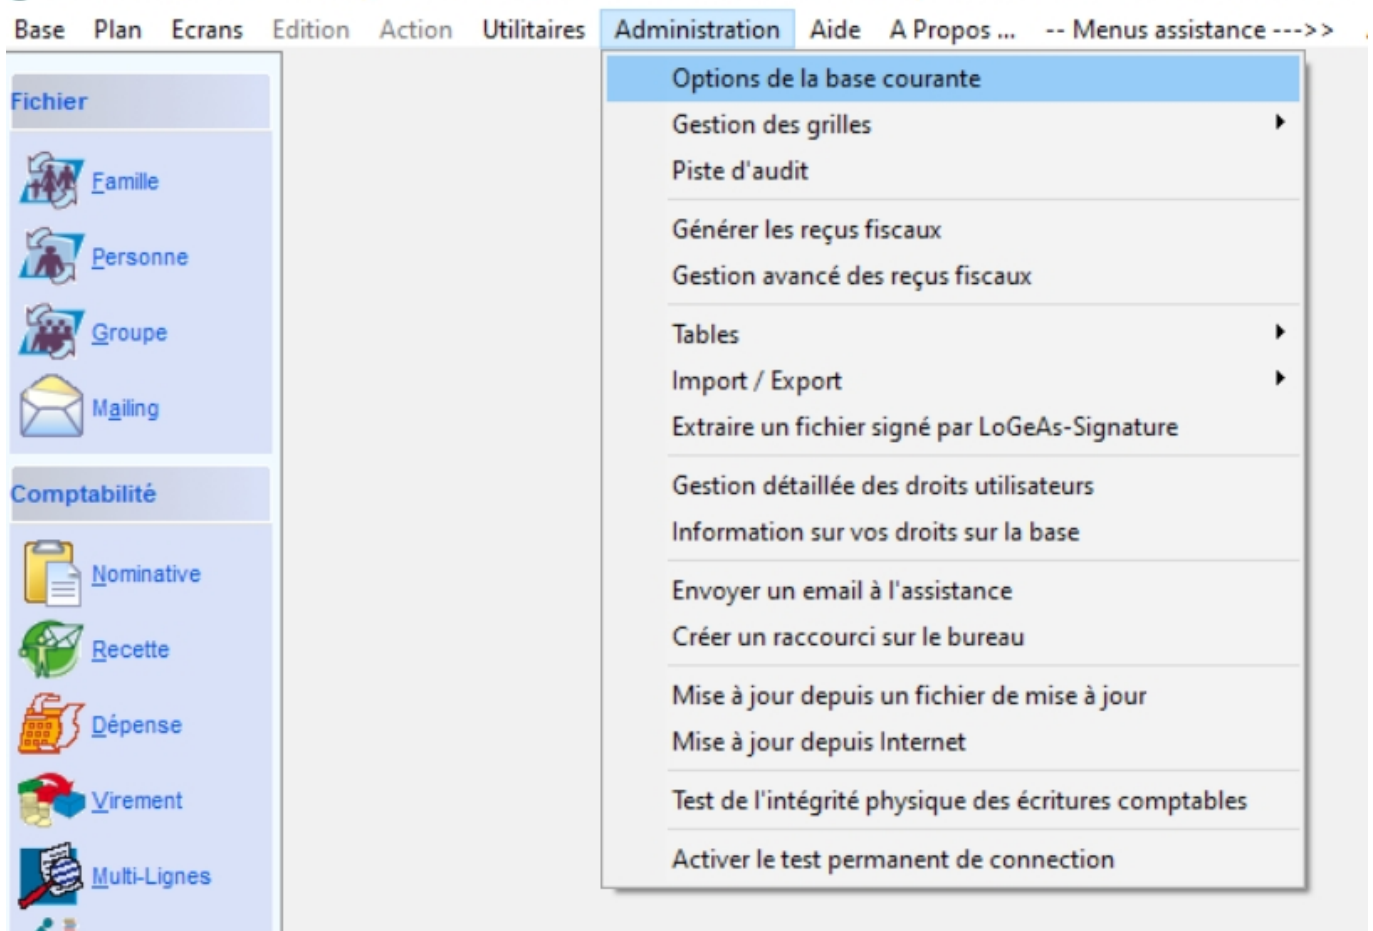 Base Plan Ecrans Edition Action Utilitaires Administration Aide A Propos ... -- Menus assistance --->>
Fichier
Famille
Personne
Groupe
Mailing
Comptabilité
Nominative
Recette
Dépense
Virement
Multi-Lignes
Options de la base courante
Gestion des grilles
Piste d'audit
Générer les reçus fiscaux
Gestion avancé des reçus fiscaux
Tables
Import / Export
Extraire un fichier signé par LoGeAs-Signature
Gestion détaillée des droits utilisateurs
Information sur vos droits sur la base
Envoyer un email à l'assistance
Créer un raccourci sur le bureau
Mise à jour depuis un fichier de mise à jour
Mise à jour depuis Internet
Test de l'intégrité physique des écritures comptables
Activer le test permanent de connection